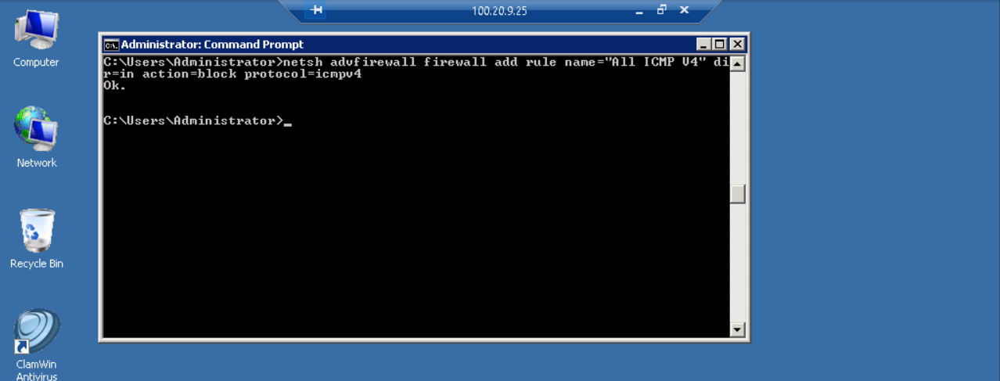 100.20.9.25
Computer
Administrator: Command Prompt
C:\Users\Administrator>netsh advfirewall firewall add rule name="All ICMP V4" di
r=in action=block protocol=icmpv4
Ok.
C:\Users\Administrator>_
Network
Recycle Bin
ClamWin
Antivirus